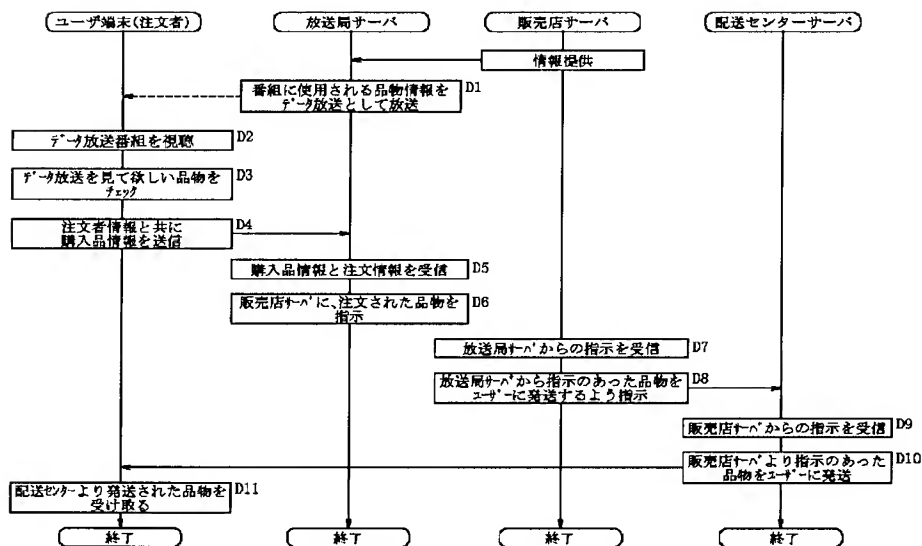 ユーザ端末(注文者)
放送局サーバ
販売店サーバ
配送センターサーバ
情報提供
番組に使用される品物情報を
データ放送として放送
D1
データ放送番組を視聴
D2
データ放送を見て欲しい品物を
チェック
D3
注文者情報と共に
購入品情報を送信
D4
購入品情報と注文情報を受信
D5
販売店サーバに、注文された品物を
指示
D6
放送局サーバからの指示を受信
D7
放送局サーバから指示のあった品物を
ユーザーに発送するよう指示
D8
販売店サーバからの指示を受信
D9
販売店サーバより指示のあった
品物をユーザーに発送
D10
配送センターより発送された品物を
受け取る
D11
終了
終了
終了
終了